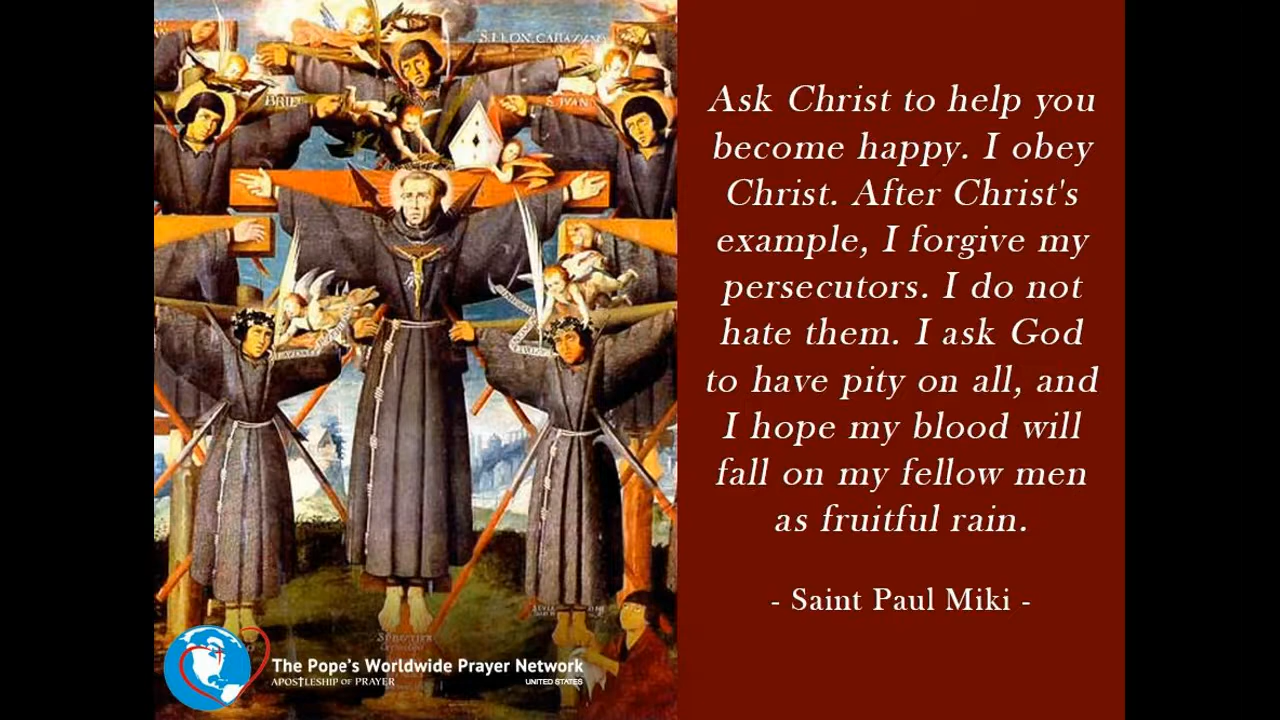 S. LEON. CARAZVMO
S. IVAN
Ask Christ to help you
become happy. I obey
Christ. After Christ's
example, I forgive my
persecutors. I do not
hate them. I ask God
to have pity on all, and
I hope my blood will
fall on my fellow men
as fruitful rain.
- Saint Paul Miki -
The Pope's Worldwide Prayer Network
APOSTLESHIP OF PRAYER
UNITED STATES